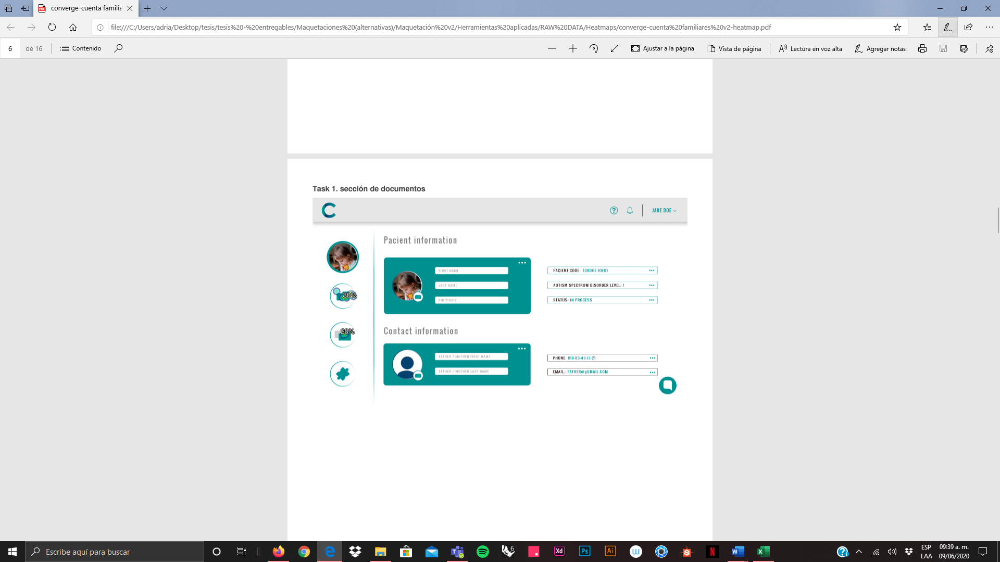 converge-cuenta familia
file:///C:/Users/adria/Desktop/tesis/tesis%20-%20entregables/Maquetaciones%20(alternativas)/Maquetación%20v2/Herramientas%20aplicadas/RAW%20DATA/Heatmaps/converge-cuenta%20familiares%20v2-heatmap.pdf
6 de 16 Contenido Ajustar a la página Vista de página Lectura en voz alta Agregar notas
Task 1. sección de documentos
JANE DOE
Pacient information
FIRST NAME
LAST NAME
BIRTHDATE
PACIENT CODE: 108DOE-JOE01
AUTISM SPECTRUM DISORDER LEVEL: 1
STATUS: IN PROCESS
80%
20%
Contact information
FATHER / MOTHER FIRST NAME
FATHER / MOTHER LAST NAME
PHONE: 818-83-46-17-21
EMAIL.: FATHER@gGMAIL.COM
Escribe aquí para buscar
ESP
LAA
09:39 a. m.
09/06/2020